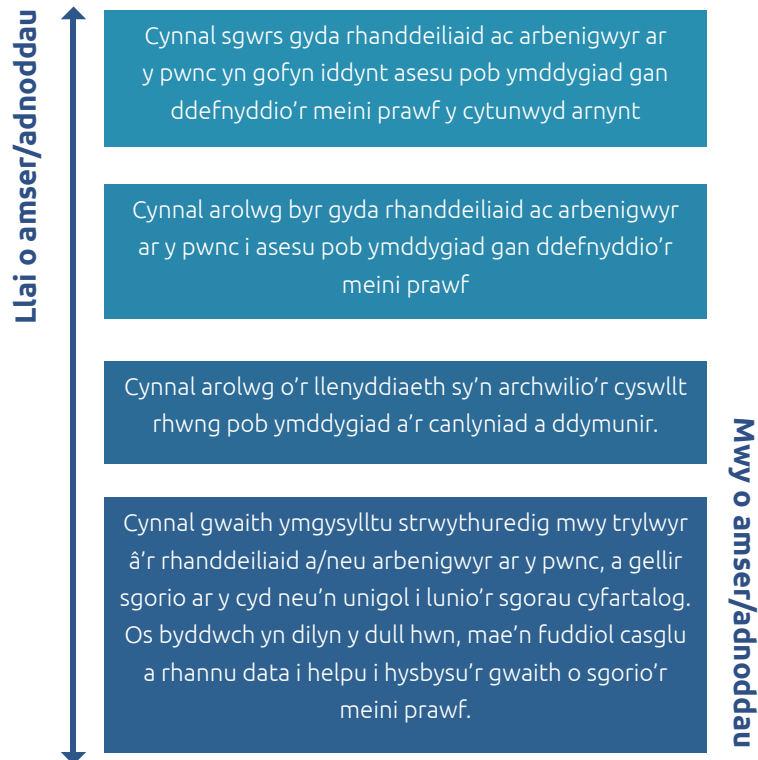 Llai o amser/adnoddau
Cynnal sgwrs gyda rhanddeiliaid ac arbenigwyr ar
y pwnc yn gofyn iddynt asesu pob ymddygiad gan
ddefnyddio’r meini prawf y cytunwyd arnynt
Cynnal arolwg byr gyda rhanddeiliaid ac arbenigwyr
ar y pwnc i asesu pob ymddygiad gan ddefnyddio’r
meini prawf
Cynnal arolwg o’r llenyddiaeth sy’n archwilio’r cyswllt
rhwng pob ymddygiad a’r canlyniad a ddymunir.
Cynnal gwaith ymgysylltu strwythuredig mwy trylwyr
â’r rhanddeiliaid a/neu arbenigwyr ar y pwnc, a gellir
sgorio ar y cyd neu’n unigol i lunio’r sgorau cyfartalog.
Os byddwch yn dilyn y dull hwn, mae’n fuddiol casglu
a rhannu data i helpu i hysbysu’r gwaith o sgorio’r
meini prawf.
Mwy o amser/adnoddau